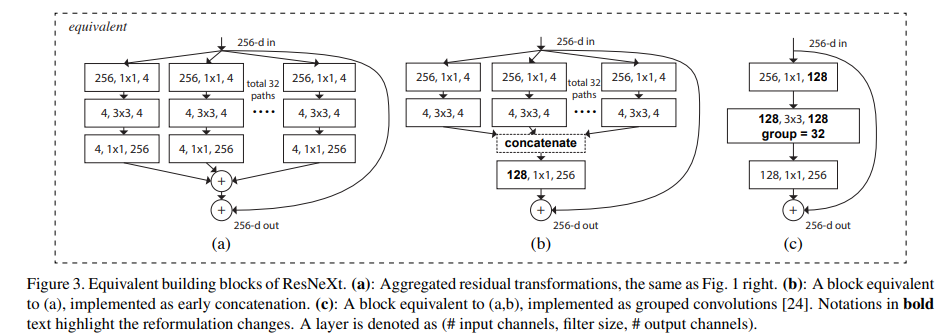 equivalent
256-d in
256, 1x1, 4
256, 1x1, 4
256, 1x1, 4
total 32
paths
....
4, 3x3, 4
4, 3x3, 4
4, 3x3, 4
4, 1x1, 256
4, 1x1, 256
4, 1x1, 256
+
+
256-d out
(a)
256-d in
256, 1x1, 4
256, 1x1, 4
256, 1x1, 4
total 32
paths
....
4, 3x3, 4
4, 3x3, 4
4, 3x3, 4
concatenate
128, 1x1, 256
+
256-d out
(b)
256-d in
256, 1x1, 128
128, 3x3, 128
group = 32
128, 1x1, 256
+
256-d out
(c)
Figure 3. Equivalent building blocks of ResNeXt. (a): Aggregated residual transformations, the same as Fig. 1 right. (b): A block equivalent
to (a), implemented as early concatenation. (c): A block equivalent to (a,b), implemented as grouped convolutions [24]. Notations in bold
text highlight the reformulation changes. A layer is denoted as (# input channels, filter size, # output channels).